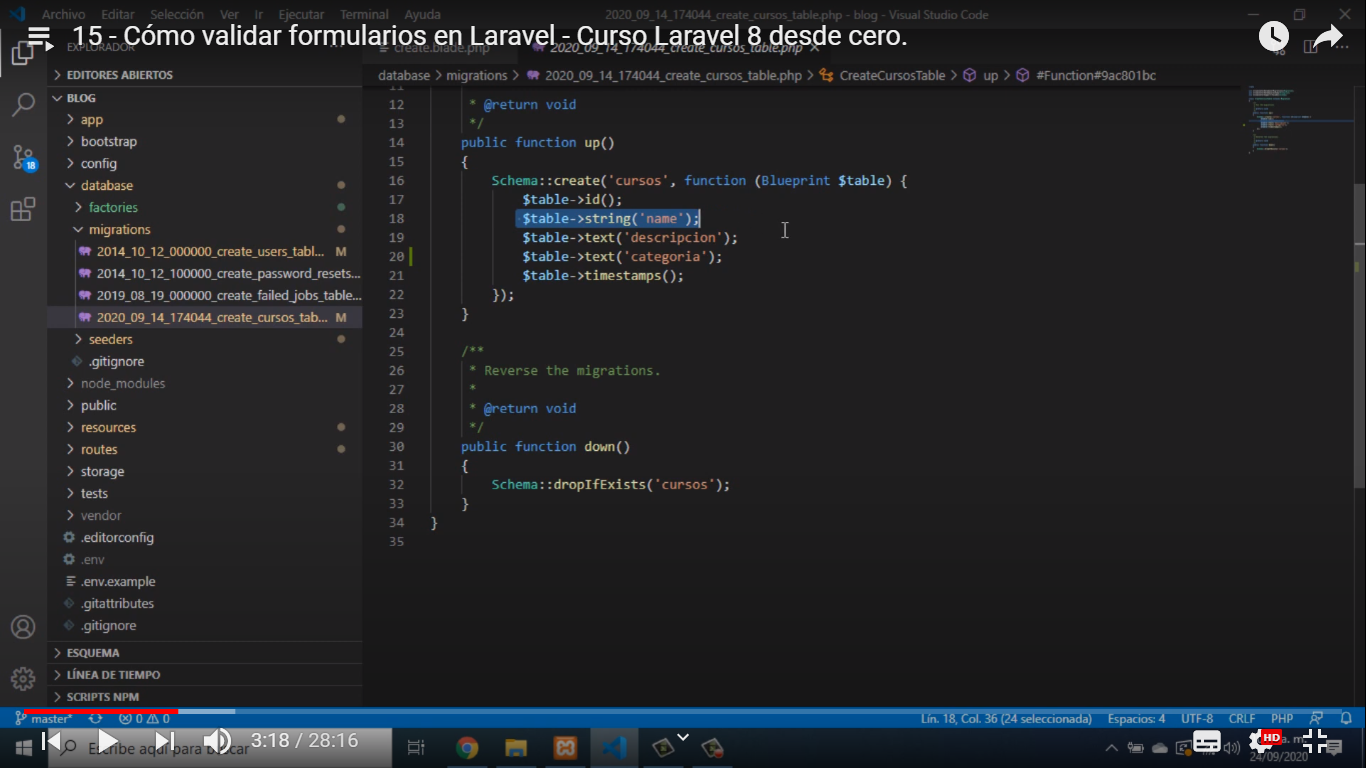 Archivo Editar Selección Ver Ir Ejecutar Terminal Ayuda
2020_09_14_174044_create_cursos_table.php - blog - Visual Studio Code
15 - Cómo validar formularios en Laravel - Curso Laravel 8 desde cero.
EXPLORADOR
create.blade.php
2020_09_14_174044_create_cursos_table.php
EDITORES ABIERTOS
database > migrations > 2020_09_14_174044_create_cursos_table.php > CreateCursosTable > up > #Function#9ac801bc
BLOG
app
bootstrap
config
database
factories
migrations
2014_10_12_000000_create_users_tabl... M
2014_10_12_100000_create_password_resets...
2019_08_19_000000_create_failed_jobs_table...
2020_09_14_174044_create_cursos_tab... M
seeders
.gitignore
node_modules
public
resources
routes
storage
tests
vendor
.editorconfig
.env
.env.example
.gitattributes
.gitignore
ESQUEMA
LÍNEA DE TIEMPO
SCRIPTS NPM
18
11
12 * @return void
13 */
14 public function up()
15 {
16 Schema::create('cursos', function (Blueprint $table) {
17 $table->id();
18 $table->string('name');
19 $table->text('descripcion');
20 $table->text('categoria');
21 $table->timestamps();
22 });
23 }
24
25 /**
26 * Reverse the migrations.
27 *
28 * @return void
29 */
30 public function down()
31 {
32 Schema::dropIfExists('cursos');
33 }
34 }
35
master* 0 0
Lín. 18, Col. 36 (24 seleccionada) Espacios: 4 UTF-8 CRLF PHP
Escribe aquí para buscar
3:18 / 28:16
HD
a. m.
24/09/2020